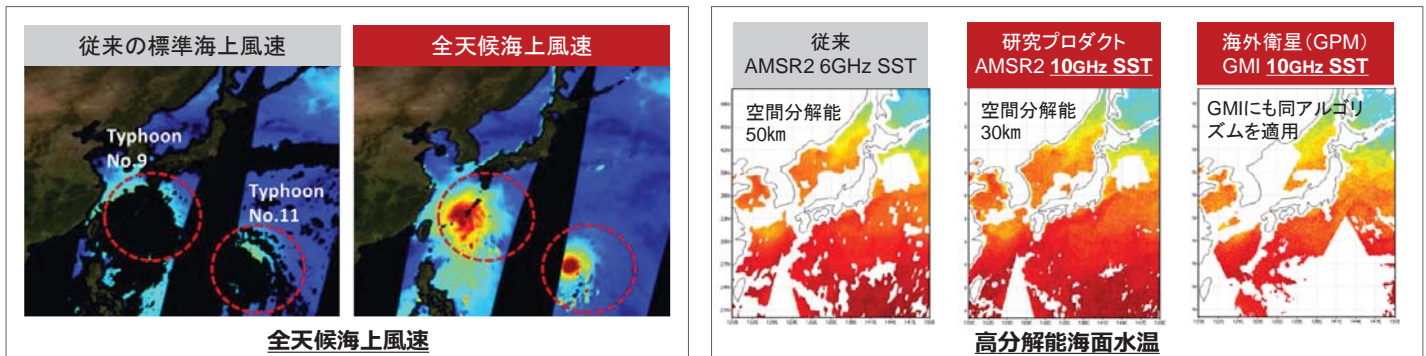 従来の標準海上風速
全天候海上風速
Typhoon
No.9
Typhoon
No.11
全天候海上風速
従来
AMSR2 6GHz SST
研究プロダクト
AMSR2 10GHz SST
海外衛星(GPM)
GMI 10GHz SST
空間分解能
50km
空間分解能
30km
GMIにも同アルゴリ
ズムを適用
高分解能海面水温